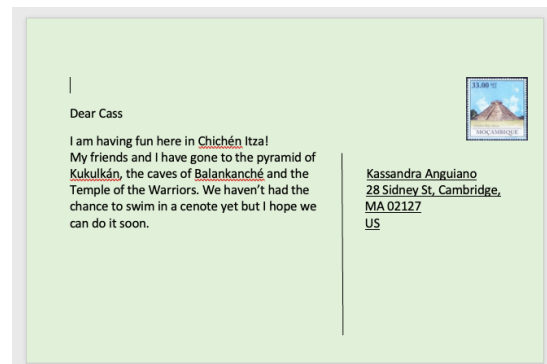 33.00
MOÇAMBIQUE
Dear Cass
I am having fun here in Chichén Itza!
My friends and I have gone to the pyramid of
Kukulkán, the caves of Balankanché and the
Temple of the Warriors. We haven't had the
chance to swim in a cenote yet but I hope we
can do it soon.
Kassandra Anguiano
28 Sidney St, Cambridge,
MA 02127
US